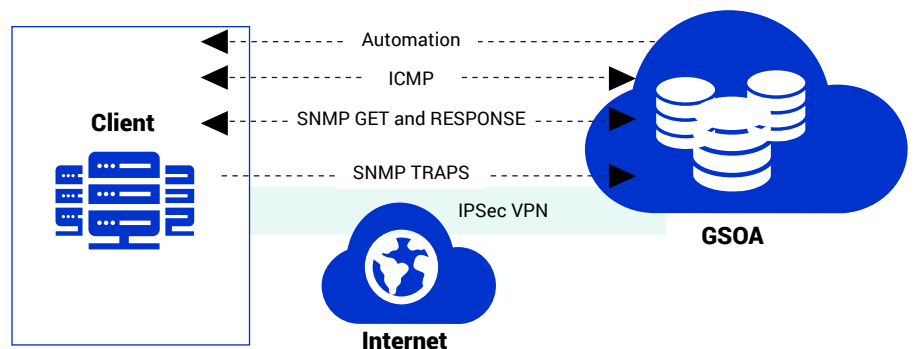 Automation
ICMP
SNMP GET and RESPONSE
Client
SNMP TRAPS
IPSec VPN
GSOA
Internet